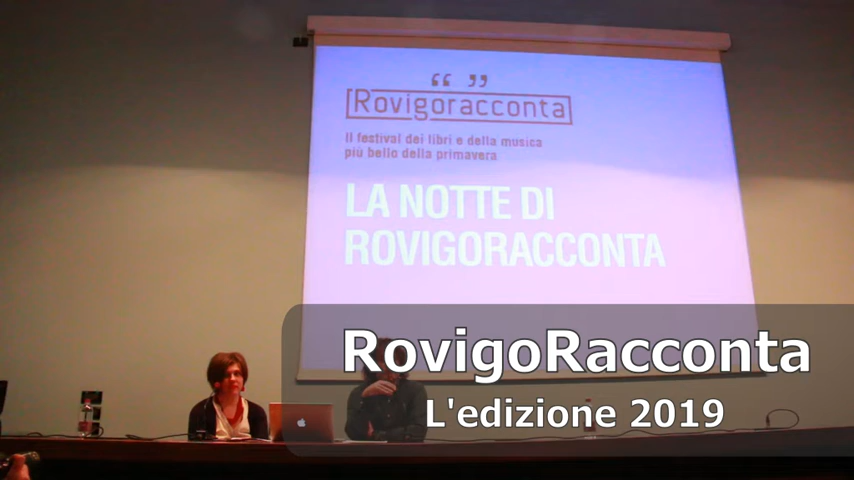 “ ”
Rovigoracconta
Il festival dei libri e della musica
più bello della primavera
LA NOTTE DI
ROVIGORACCONTA
RovigoRacconta
L'edizione 2019